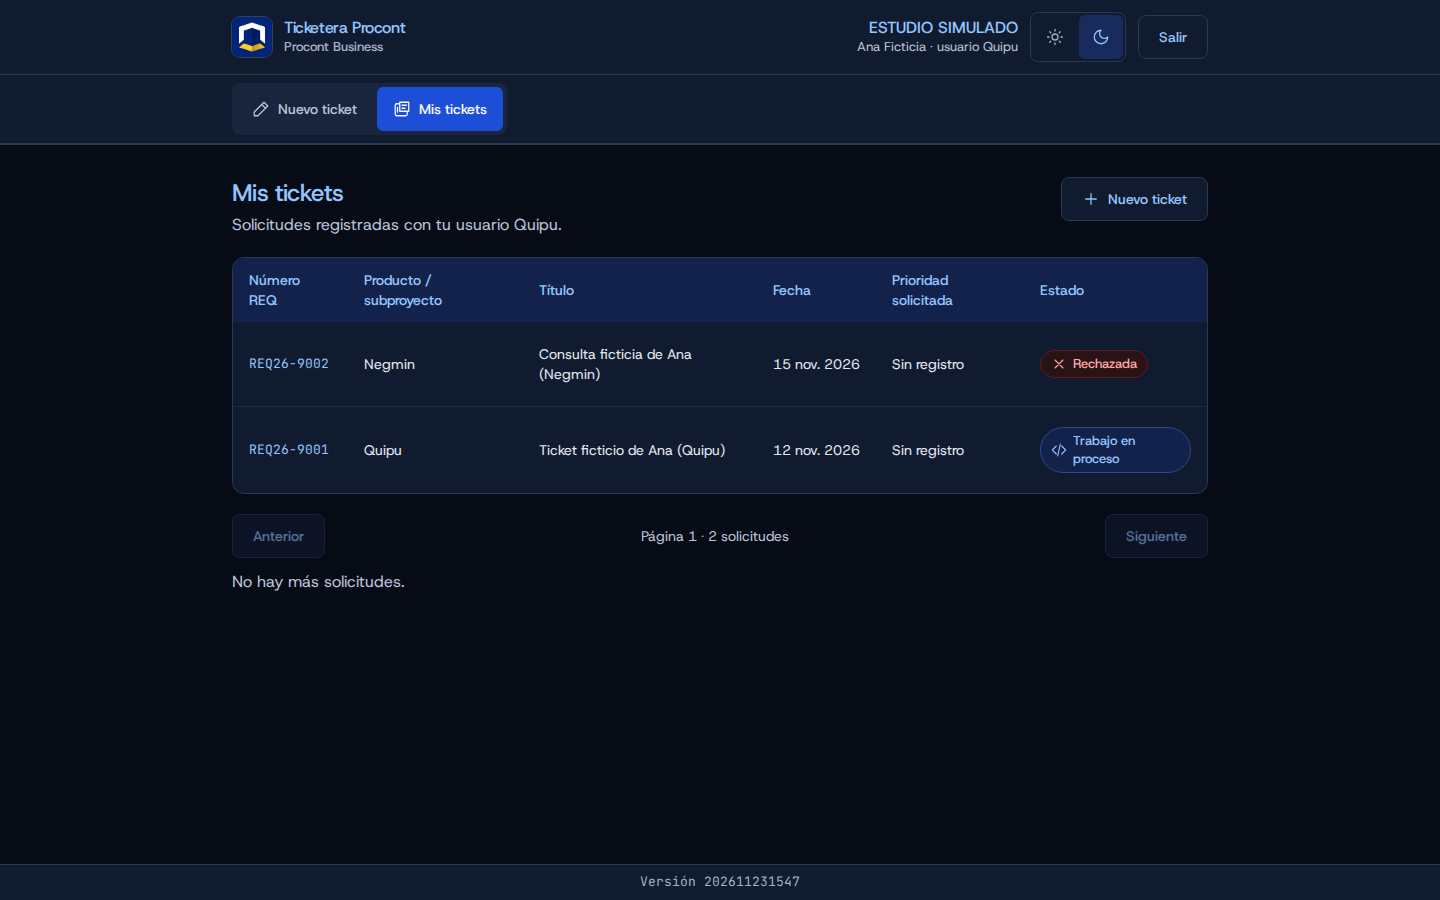 Ticketera Procont
Procont Business
ESTUDIO SIMULADO
Ana Ficticia · usuario Quipu
Salir
Nuevo ticket
Mis tickets
Mis tickets
Solicitudes registradas con tu usuario Quipu.
Nuevo ticket
Número
REQ
Producto /
subproyecto
Título
Fecha
Prioridad
solicitada
Estado
REQ26-9002
Negmin
Consulta ficticia de Ana
(Negmin)
15 nov. 2026
Sin registro
Rechazada
REQ26-9001
Quipu
Ticket ficticio de Ana (Quipu)
12 nov. 2026
Sin registro
Trabajo en
proceso
Anterior
Página 1 · 2 solicitudes
Siguiente
No hay más solicitudes.
Versión 202611231547